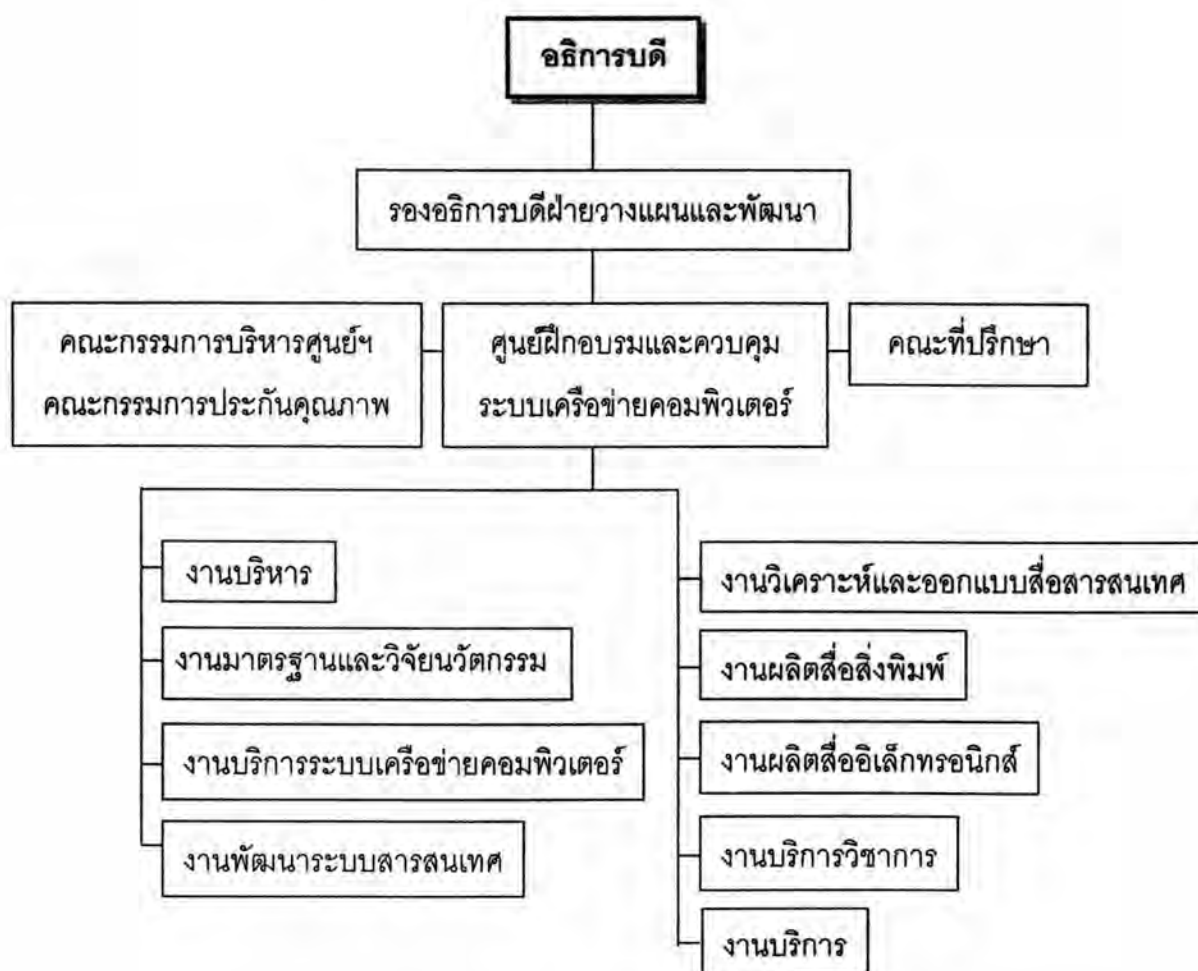 อธิการบดี
รองอธิการบดีฝ่ายวางแผนและพัฒนา
คณะกรรมการบริหารศูนย์ฯ
คณะกรรมการประกันคุณภาพ
ศูนย์ฝึกอบรมและควบคุม
ระบบเครือข่ายคอมพิวเตอร์
คณะที่ปรึกษา
งานบริหาร
งานมาตรฐานและวิจัยนวัตกรรม
งานบริการระบบเครือข่ายคอมพิวเตอร์
งานพัฒนาระบบสารสนเทศ
งานวิเคราะห์และออกแบบสื่อสารสนเทศ
งานผลิตสื่อสิ่งพิมพ์
งานผลิตสื่ออิเล็กทรอนิกส์
งานบริการวิชาการ
งานบริการ